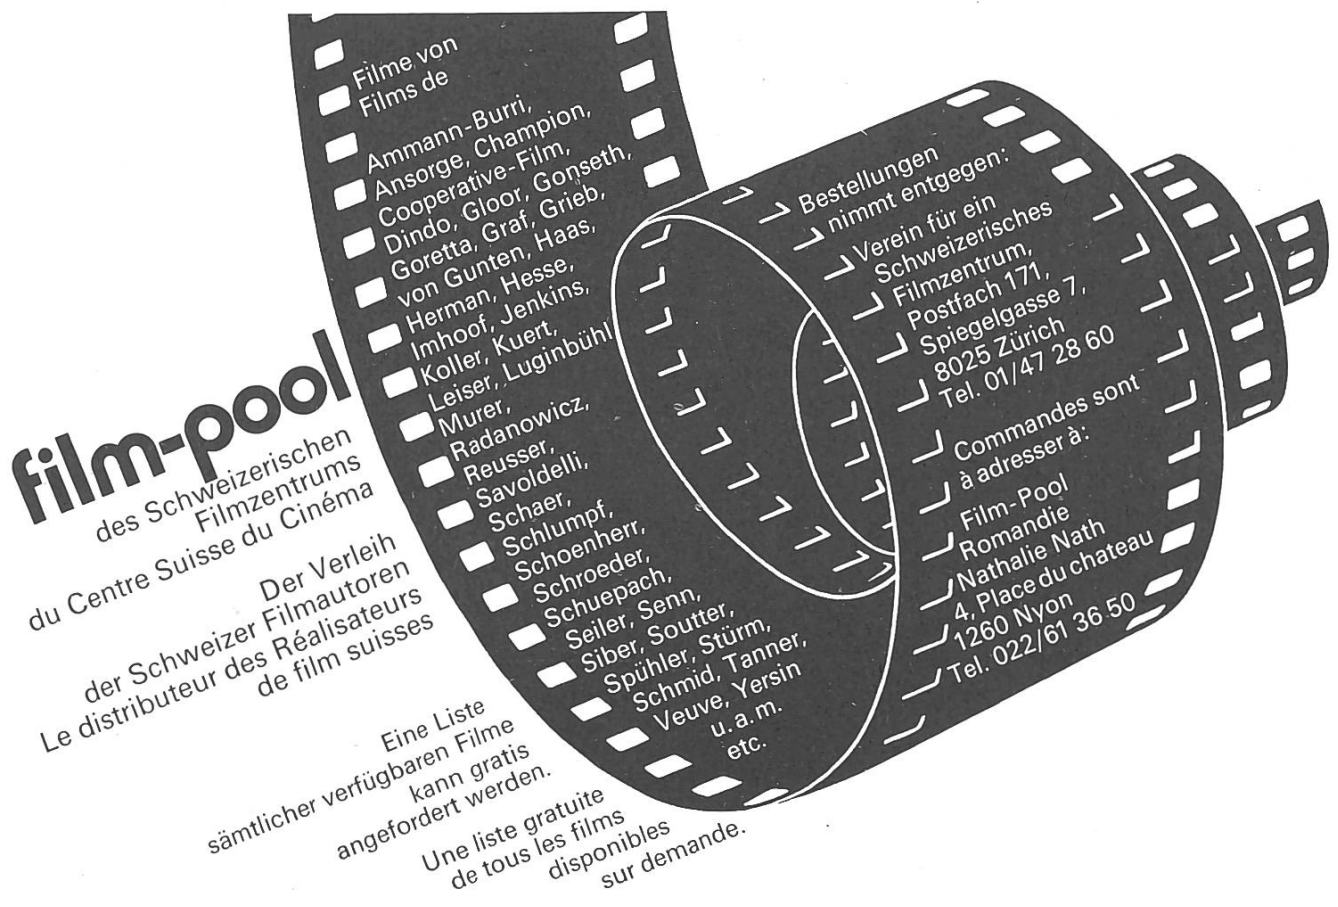 film-pool
des Schweizerischen
Filmzentrums
du Centre Suisse du Cinéma
Der Verleih
der Schweizer Filmautoren
Le distributeur des Réalisateurs
de film suisses
Eine Liste
sämtlicher verfügbaren Filme
kann gratis
angefordert werden.
Une liste gratuite
de tous les films
disponibles
sur demande.
Filme von
Films de
Ammann-Burri,
Ansorge, Champion,
Cooperative-Film,
Dindo, Gloor, Gonseth,
Goretta, Graf, Grieb,
von Gunten, Haas,
Herman, Hesse,
Imhoof, Jenkins,
Koller, Kuert,
Leiser, Luginbühl
Murer,
Radanowicz,
Reusser,
Savoldelli,
Schaer,
Schlumpf,
Schoenherr,
Schroeder,
Schuepach,
Seiler, Senn,
Siber, Soutter,
Spühler, Stürm,
Schmid, Tanner,
Veuve, Yersin
u.a.m.
etc.
Bestellungen
nimmt entgegen:
Verein für ein
Schweizerisches
Filmzentrum,
Postfach 171,
Spiegelgasse 7,
8025 Zürich
Tel. 01/47 28 60
Commandes sont
à adresser à:
Film-Pool
Romandie
Nathalie Nath
4, Place du chateau
1260 Nyon
Tel. 022/61 36 50